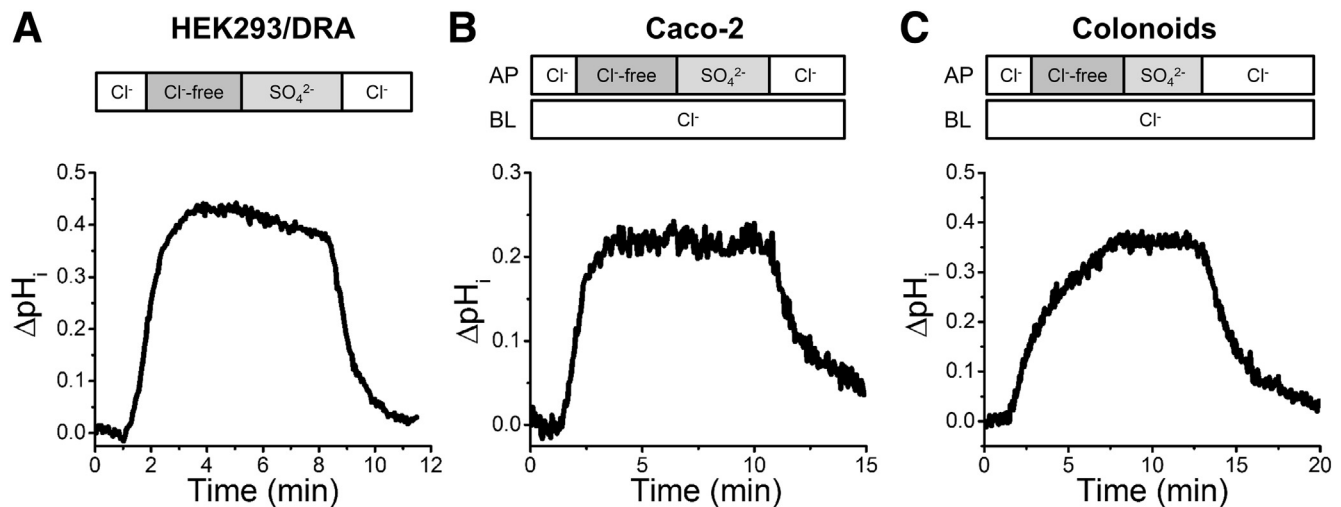 A HEK293/DRA
Cl⁻ Cl⁻-free SO₄²⁻ Cl⁻
ΔpHᵢ
0.5
0.4
0.3
0.2
0.1
0.0
0 2 4 6 8 10 12
Time (min)
B Caco-2
AP Cl⁻ Cl⁻-free SO₄²⁻ Cl⁻
BL Cl⁻
ΔpHᵢ
0.3
0.2
0.1
0.0
0 5 10 15
Time (min)
C Colonoids
AP Cl⁻ Cl⁻-free SO₄²⁻ Cl⁻
BL Cl⁻
ΔpHᵢ
0.5
0.4
0.3
0.2
0.1
0.0
0 5 10 15 20
Time (min)